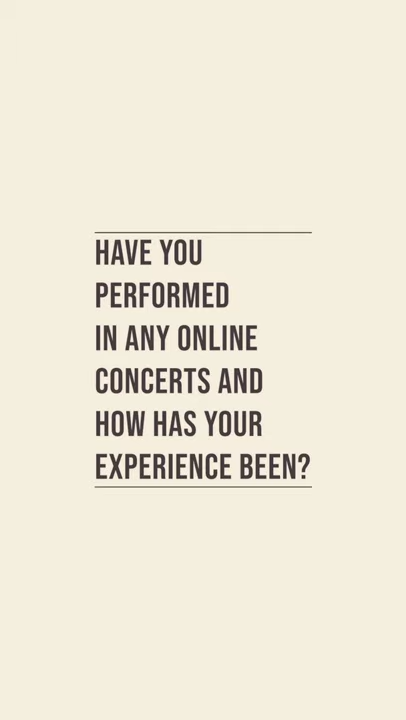 HAVE YOU
PERFORMED
IN ANY ONLINE
CONCERTS AND
HOW HAS YOUR
EXPERIENCE BEEN?